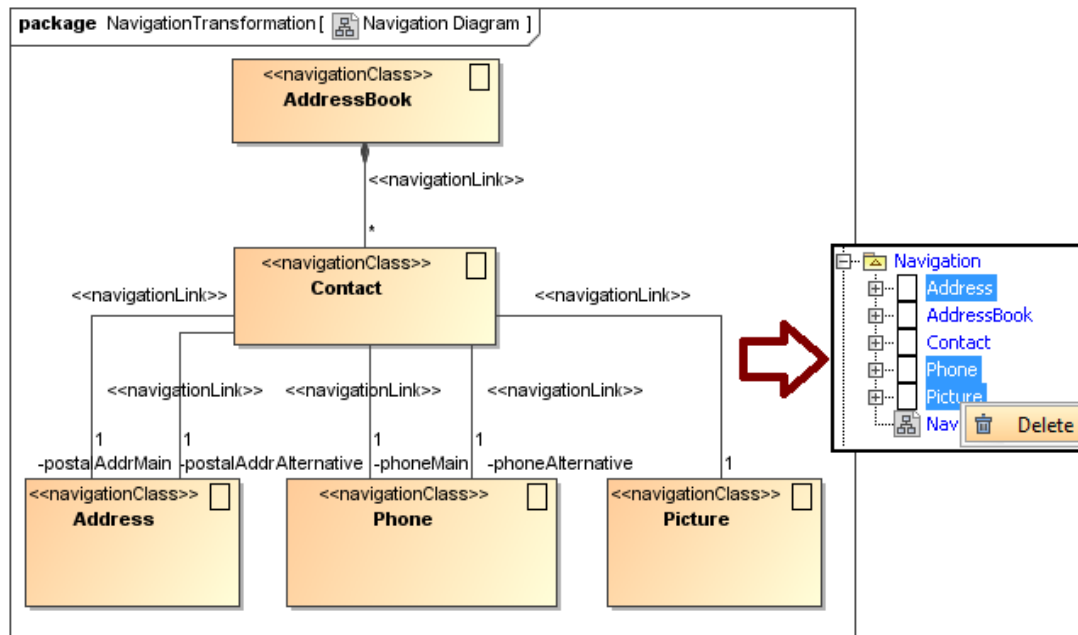 package NavigationTransformation [ Navigation Diagram ]
<<navigationClass>>
AddressBook
<<navigationLink>>
*
<<navigationClass>>
Contact
<<navigationLink>>
<<navigationLink>>
<<navigationLink>>
<<navigationLink>>
<<navigationLink>>
1
1
1
1
1
-postalAddrMain
-postalAddrAlternative
-phoneMain
-phoneAlternative
<<navigationClass>>
Address
<<navigationClass>>
Phone
<<navigationClass>>
Picture
Navigation
Address
AddressBook
Contact
Phone
Picture
Nav
Delete